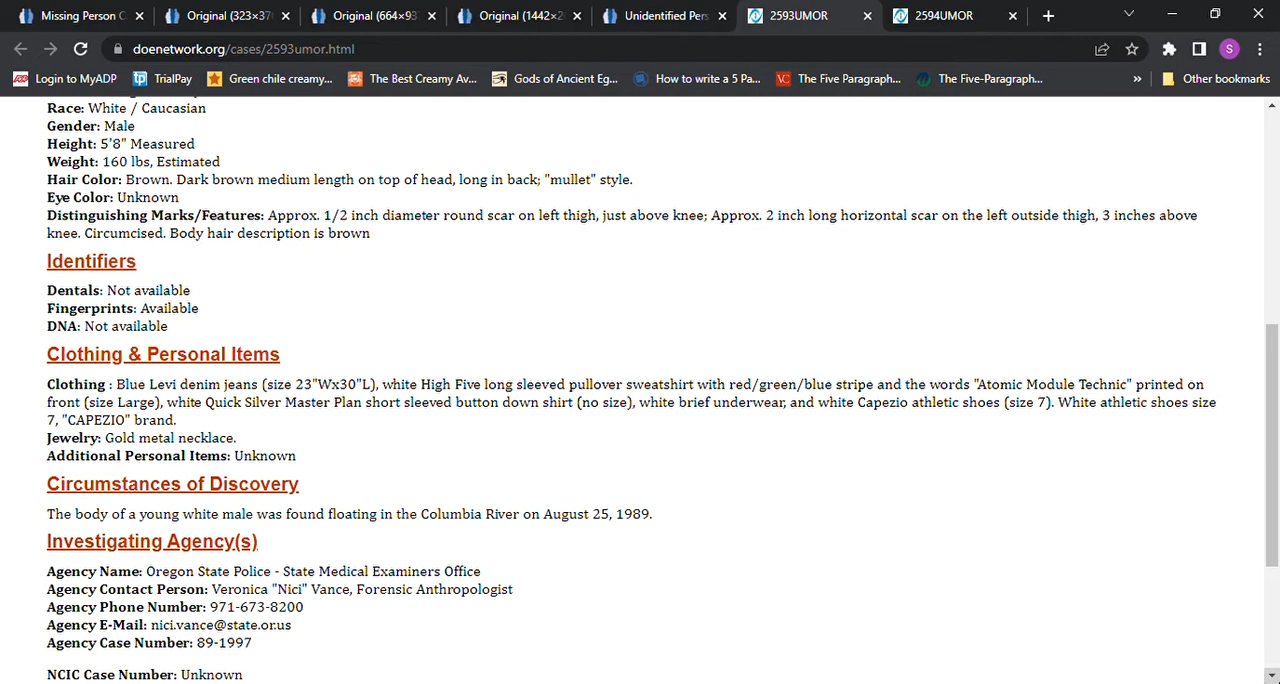 Missing Person C
Original (323×37
Original (664×93
Original (1442×2
Unidentified Pers
2593UMOR
2594UMOR
doenetwork.org/cases/2593umor.html
S
Login to MyADP
TrialPay
Green chile creamy...
The Best Creamy Av...
Gods of Ancient Eg...
How to write a 5 Pa...
VC The Five Paragraph...
The Five-Paragraph...
»
Other bookmarks
Race: White / Caucasian
Gender: Male
Height: 5'8" Measured
Weight: 160 lbs, Estimated
Hair Color: Brown. Dark brown medium length on top of head, long in back; "mullet" style.
Eye Color: Unknown
Distinguishing Marks/Features: Approx. 1/2 inch diameter round scar on left thigh, just above knee; Approx. 2 inch long horizontal scar on the left outside thigh, 3 inches above
knee. Circumcised. Body hair description is brown
Identifiers
Dentals: Not available
Fingerprints: Available
DNA: Not available
Clothing & Personal Items
Clothing : Blue Levi denim jeans (size 23"Wx30"L), white High Five long sleeved pullover sweatshirt with red/green/blue stripe and the words "Atomic Module Technic" printed on
front (size Large), white Quick Silver Master Plan short sleeved button down shirt (no size), white brief underwear, and white Capezio athletic shoes (size 7). White athletic shoes size
7, "CAPEZIO" brand.
Jewelry: Gold metal necklace.
Additional Personal Items: Unknown
Circumstances of Discovery
The body of a young white male was found floating in the Columbia River on August 25, 1989.
Investigating Agency(s)
Agency Name: Oregon State Police - State Medical Examiners Office
Agency Contact Person: Veronica "Nici" Vance, Forensic Anthropologist
Agency Phone Number: 971-673-8200
Agency E-Mail: nici.vance@state.or.us
Agency Case Number: 89-1997
NCIC Case Number: Unknown